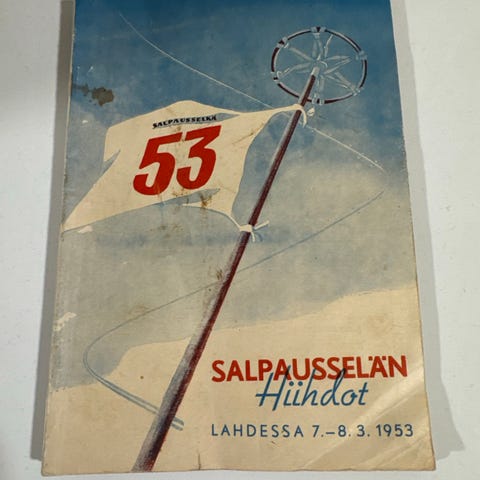 SALPAUSSELKÄ
53
SALPAUSSELÄN
Hiihdot
LAHDESSA 7.–8. 3. 1953